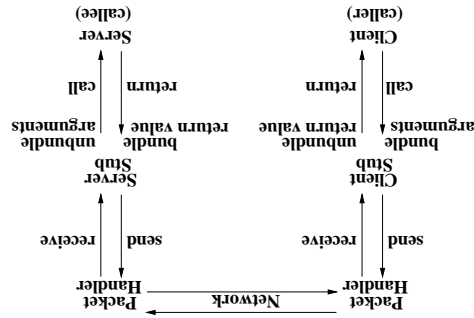 Packet
Handler
Network
Packet
Handler
send
receive
send
receive
Client
Stub
Server
Stub
bundle
arguments
unbundle
return value
bundle
return value
unbundle
arguments
call
return
return
call
Client
(caller)
Server
(callee)